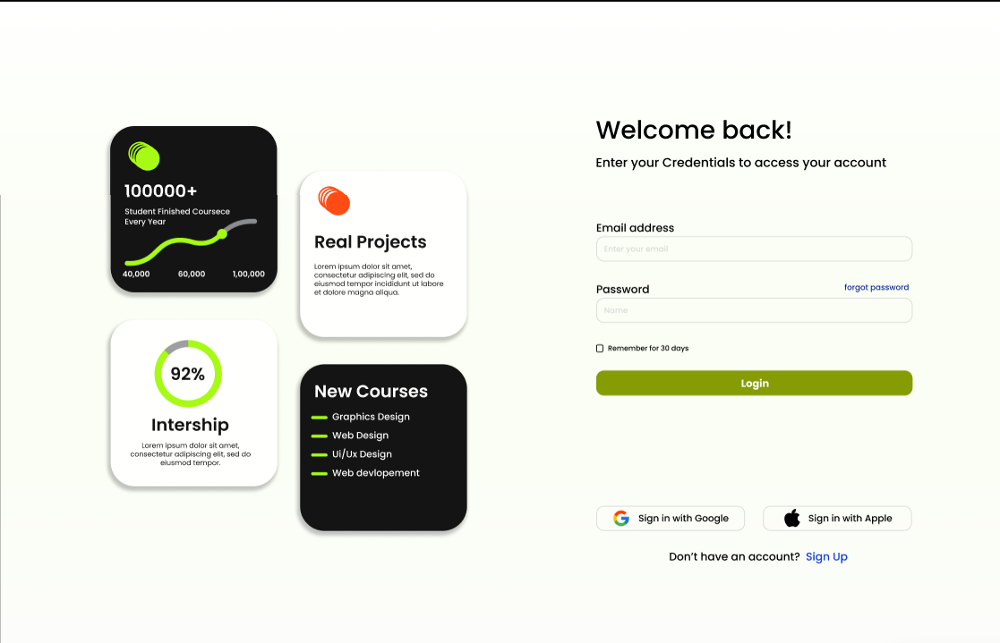 100000+
Student Finished Coursece
Every Year
40,000 60,000 1,00,000
Real Projects
Lorem ipsum dolor sit amet,
consectetur adipiscing elit, sed do
eiusmod tempor incididunt ut labore
et dolore magna aliqua.
92%
Intership
Lorem ipsum dolor sit amet,
consectetur adipiscing elit, sed do
eiusmod tempor.
New Courses
Graphics Design
Web Design
Ui/Ux Design
Web devlopement
Welcome back!
Enter your Credentials to access your account
Email address
Enter your email
Password forgot password
Name
Remember for 30 days
Login
Sign in with Google Sign in with Apple
Don’t have an account? Sign Up